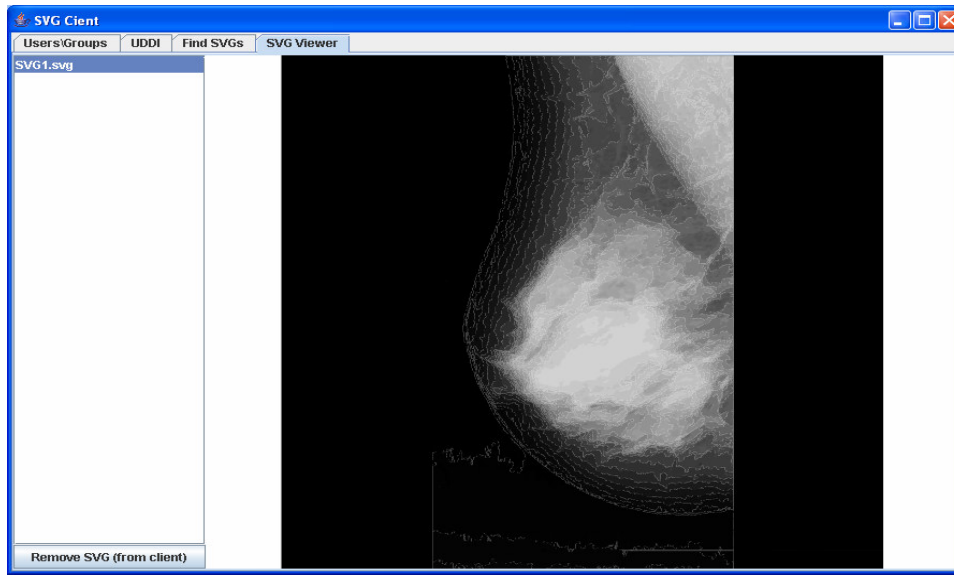 SVG Cient
Users\Groups UDDI Find SVGs SVG Viewer
SVG1.svg
Remove SVG (from client)